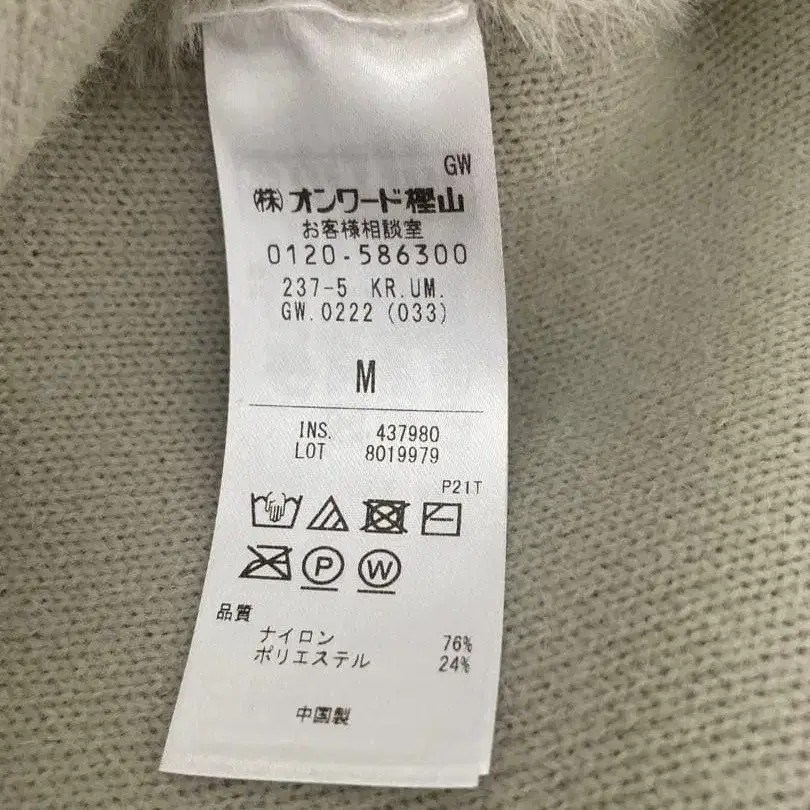 GW
㈱オンワード樫山
お客様相談室
0120-586300
237-5 KR.UM.
GW.0222 (033)
M
INS. 437980
LOT 8019979
P21T
P W
品質
ナイロン 76%
ポリエステル 24%
中国製